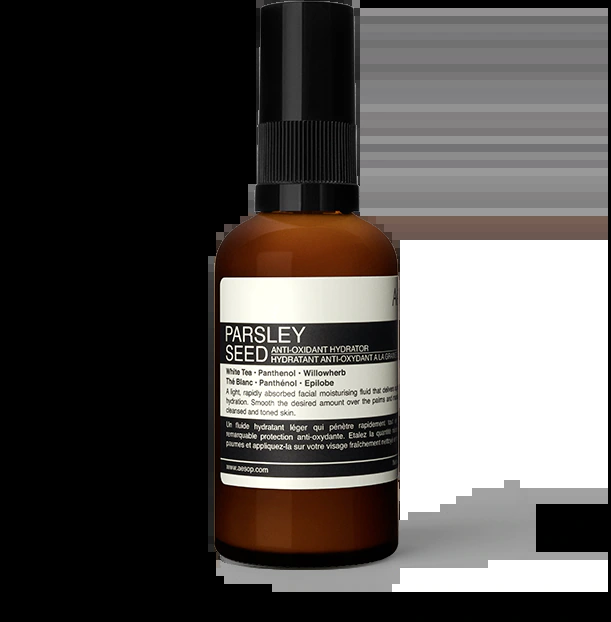 PARSLEY
SEED ANTI-OXIDANT HYDRATOR
HYDRATANT ANTI-OXYDANT A LA
White Tea • Panthenol • Willowherb
Thé Blanc • Panthénol • Epilobe
A light, rapidly absorbed facial moisturising fluid that delivers
hydration. Smooth the desired amount over the palms and
cleansed and toned skin.
Un fluide hydratant léger qui pénètre rapidement tout
remarquable protection anti-oxydante. Etalez la quantité
paumes et appliquez-la sur votre visage fraîchement
www.aesop.com